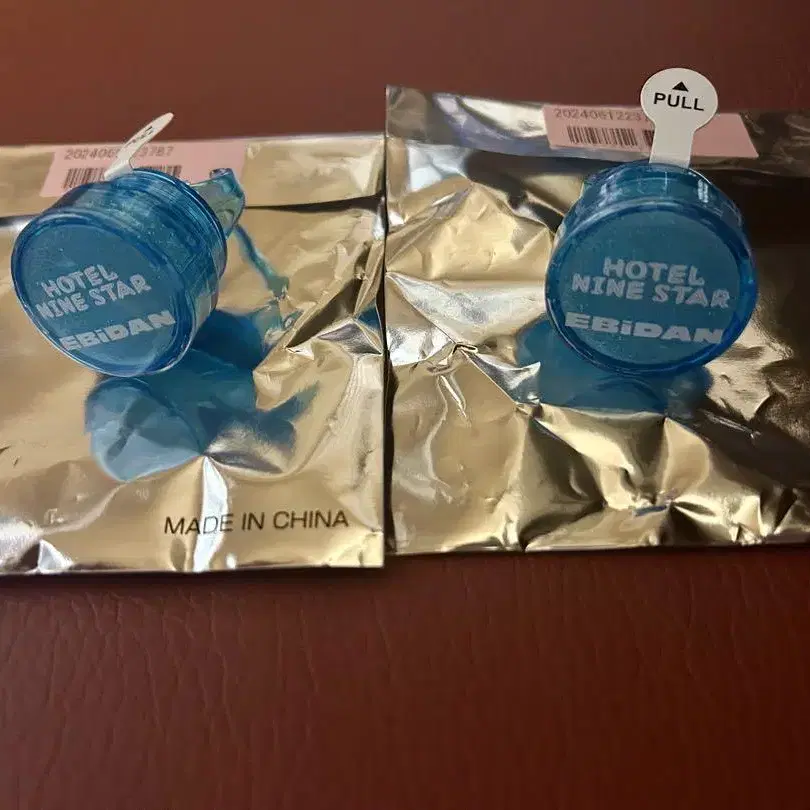 HOTEL
NINE STAR
EBiDAN
MADE IN CHINA
PULL
HOTEL
NINE STAR
EBiDAN